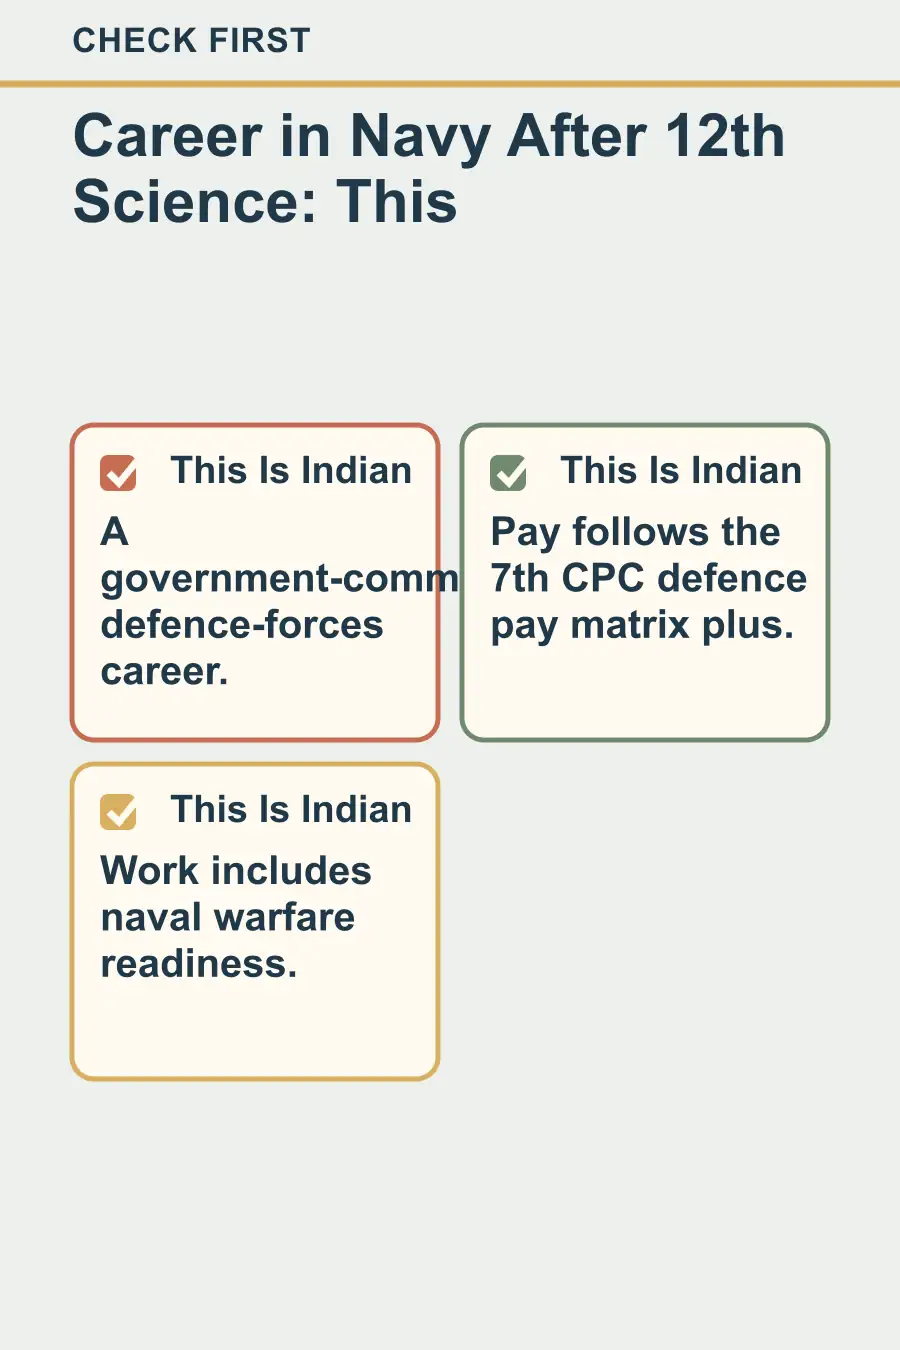 CHECK FIRST
Career in Navy After 12th
Science: This
This Is Indian
A
government-comm
defence-forces
career.
This Is Indian
Pay follows the
7th CPC defence
pay matrix plus.
This Is Indian
Work includes
naval warfare
readiness.